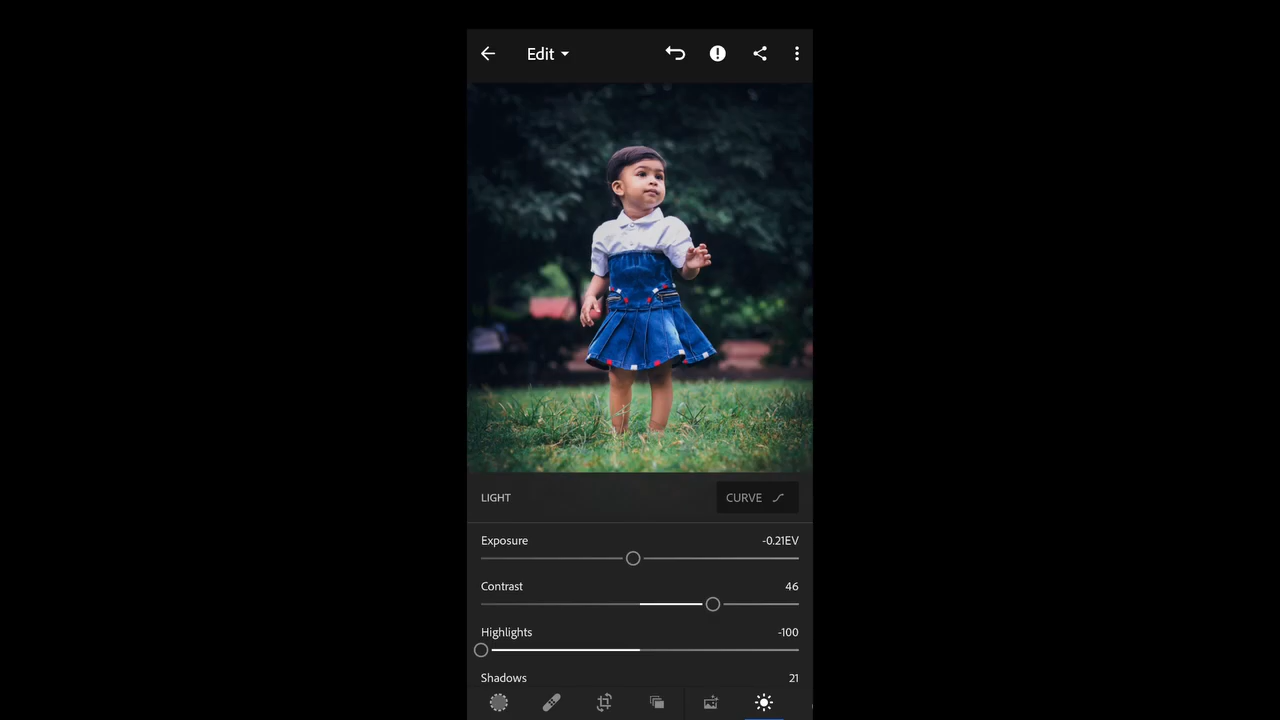 Edit
LIGHT
CURVE
Exposure -0.21EV
Contrast 46
Highlights -100
Shadows 21